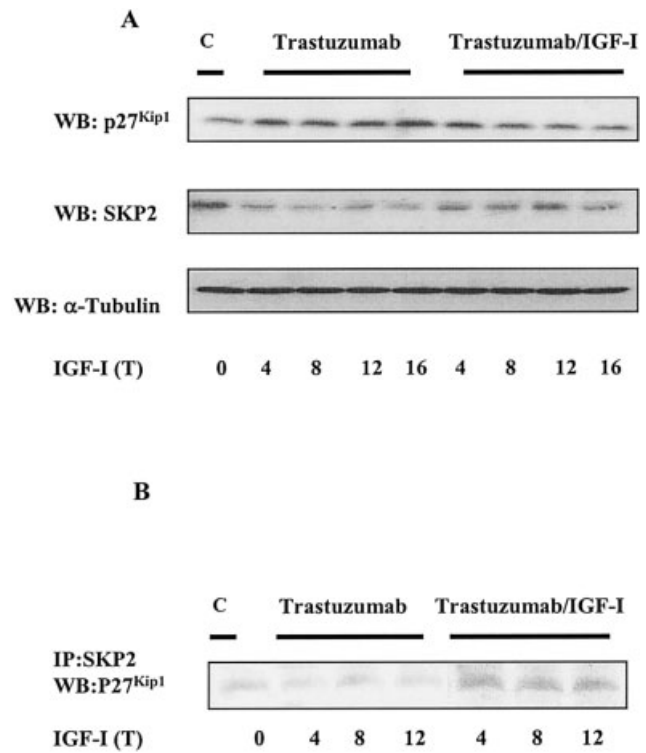 A
C Trastuzumab Trastuzumab/IGF-I
WB: p27Kip1
WB: SKP2
WB: α-Tubulin
IGF-I (T) 0 4 8 12 16 4 8 12 16
B
C Trastuzumab Trastuzumab/IGF-I
IP:SKP2
WB:P27Kip1
IGF-I (T) 0 4 8 12 4 8 12